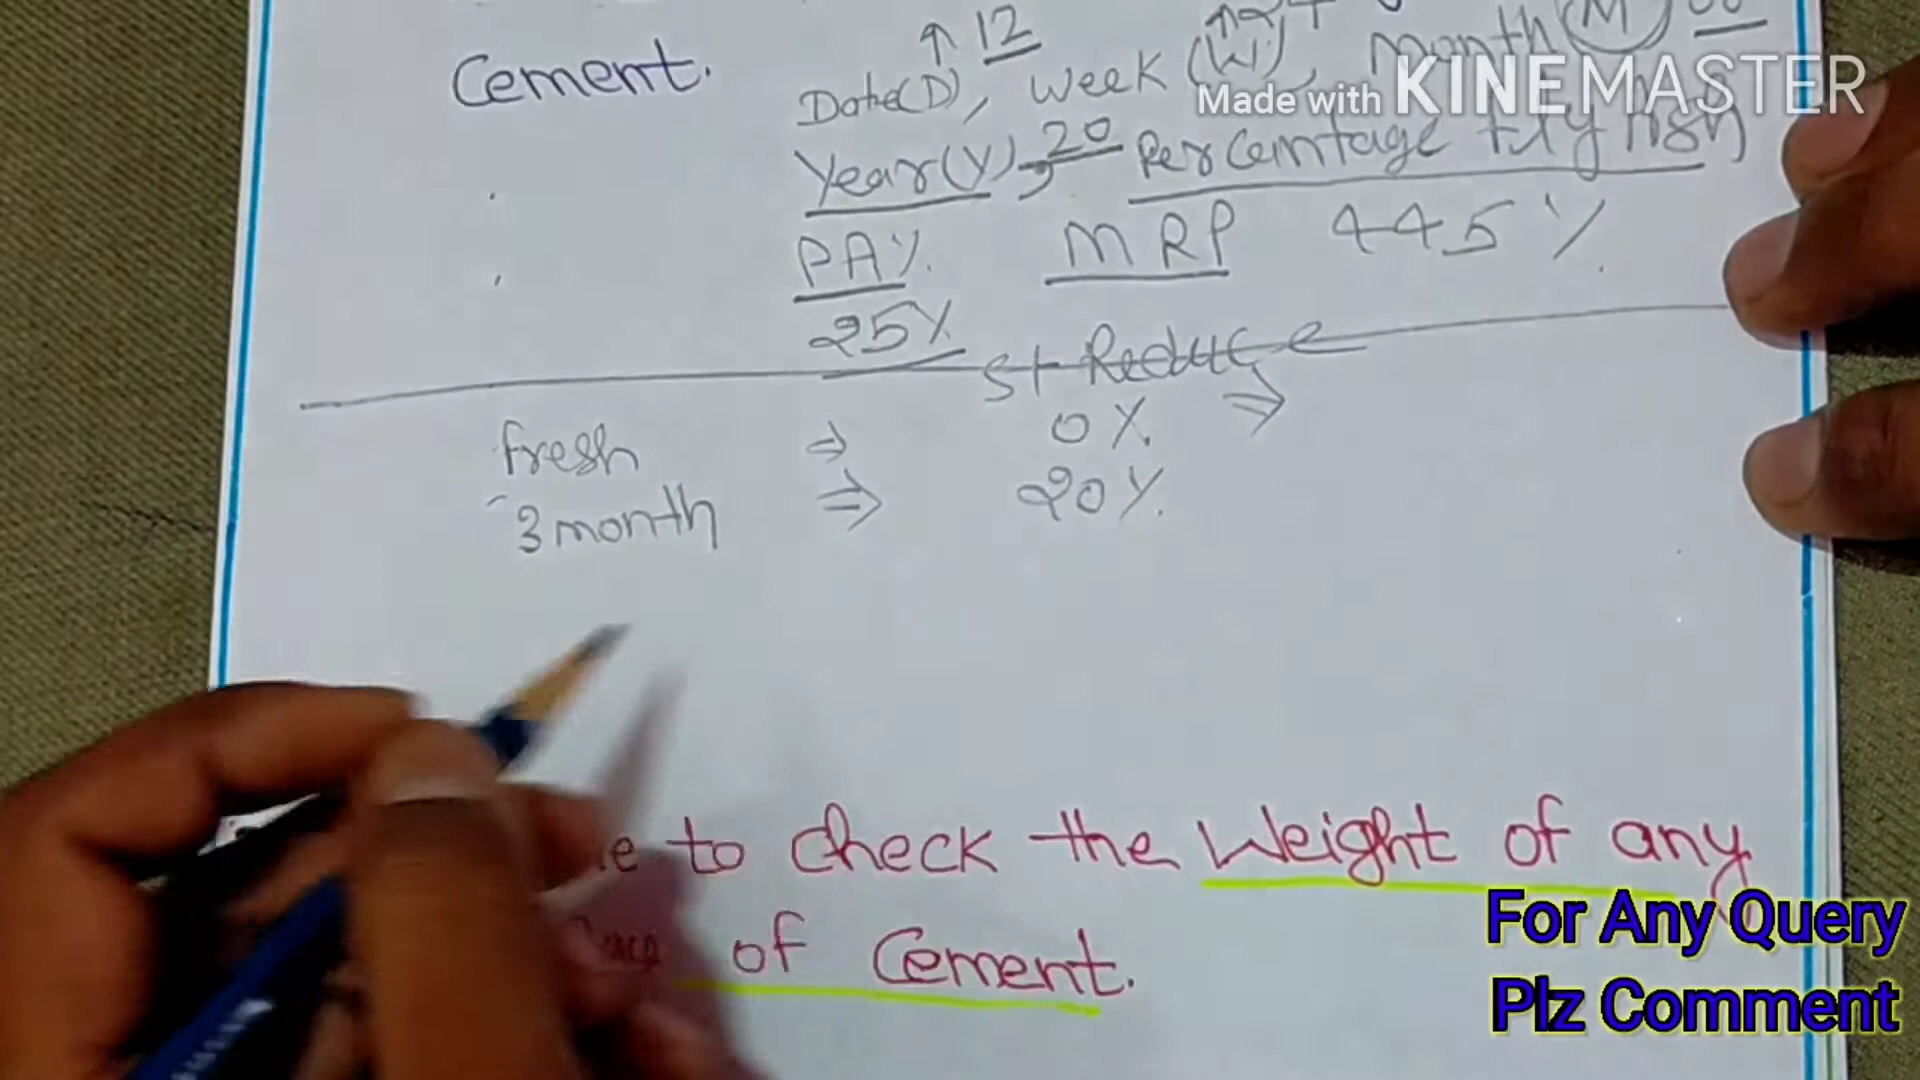 12
Cement. Date(D), Week (W), Month (M)
Made with KINEMASTER
Year(Y), 20 Percentage
PA% MRP 445 %
25%
St Reduce
fresh ⇒ 0% ⇒
3 month ⇒ 20%
to check the Weight of any
of Cement.
For Any Query
Plz Comment